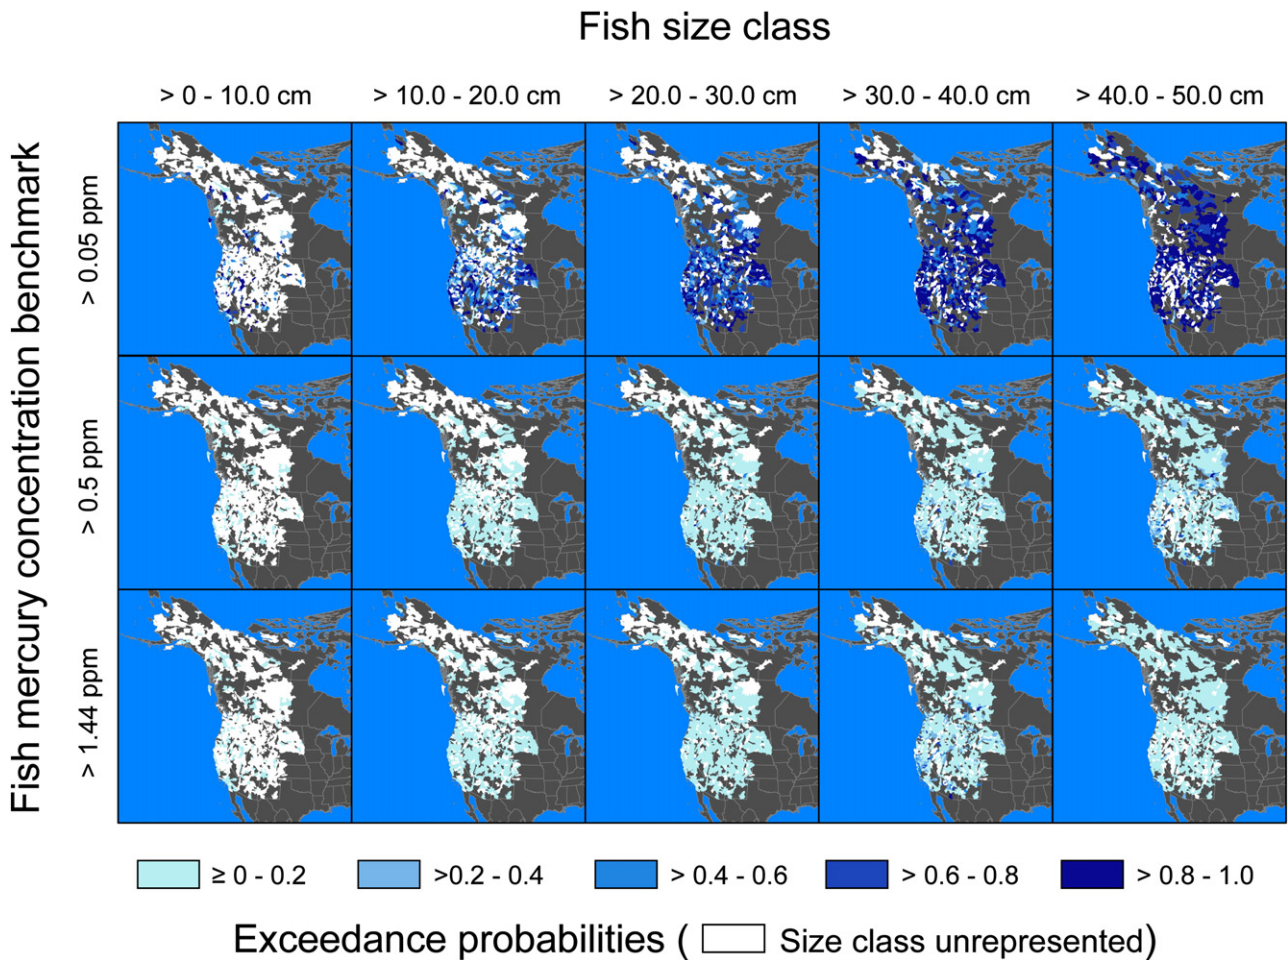 Fish size class
> 0 - 10.0 cm
> 10.0 - 20.0 cm
> 20.0 - 30.0 cm
> 30.0 - 40.0 cm
> 40.0 - 50.0 cm
Fish mercury concentration benchmark
> 0.05 ppm
> 0.5 ppm
> 1.44 ppm
≥ 0 - 0.2
>0.2 - 0.4
> 0.4 - 0.6
> 0.6 - 0.8
> 0.8 - 1.0
Exceedance probabilities ( Size class unrepresented)